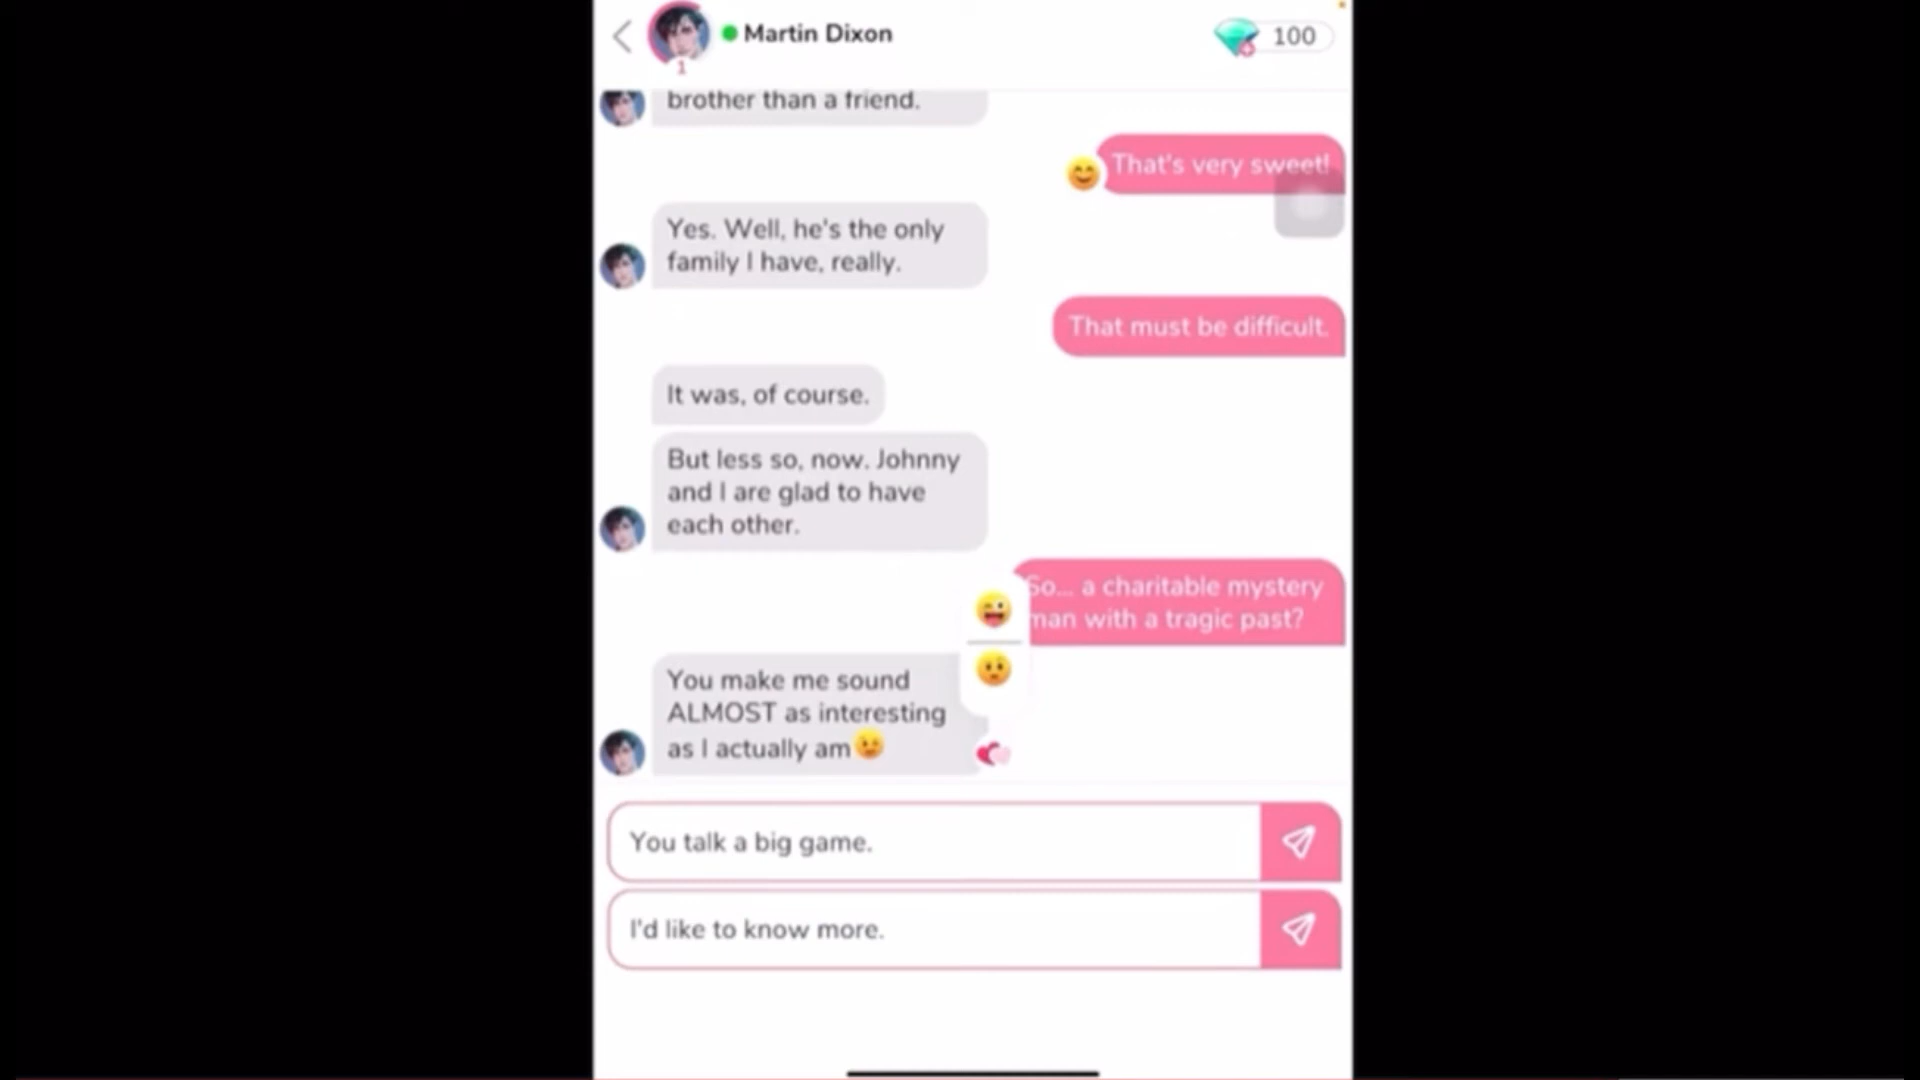 Martin Dixon
100
1
brother than a friend.
That's very sweet!
Yes. Well, he's the only
family I have, really.
That must be difficult.
It was, of course.
But less so, now. Johnny
and I are glad to have
each other.
So... a charitable mystery
man with a tragic past?
You make me sound
ALMOST as interesting
as I actually am
You talk a big game.
I'd like to know more.